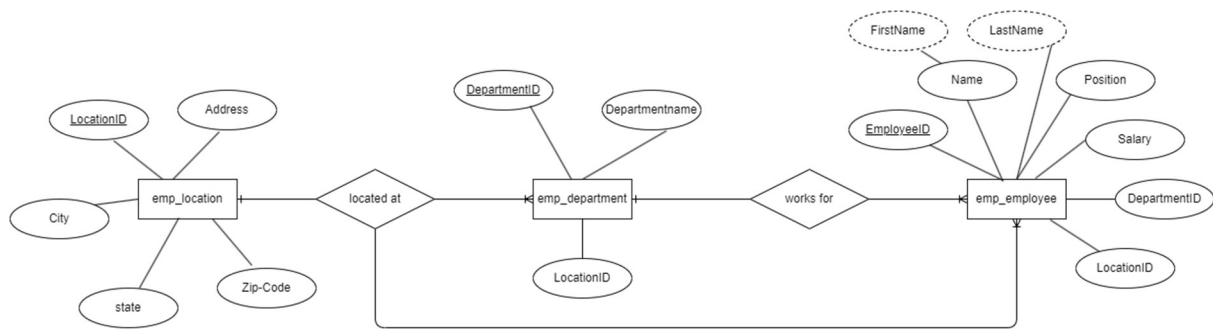 FirstName
LastName
Name
Position
DepartmentID
Address
Departmentname
LocationID
EmployeeID
Salary
emp_location
located at
emp_department
works for
emp_employee
DepartmentID
City
LocationID
LocationID
Zip-Code
state